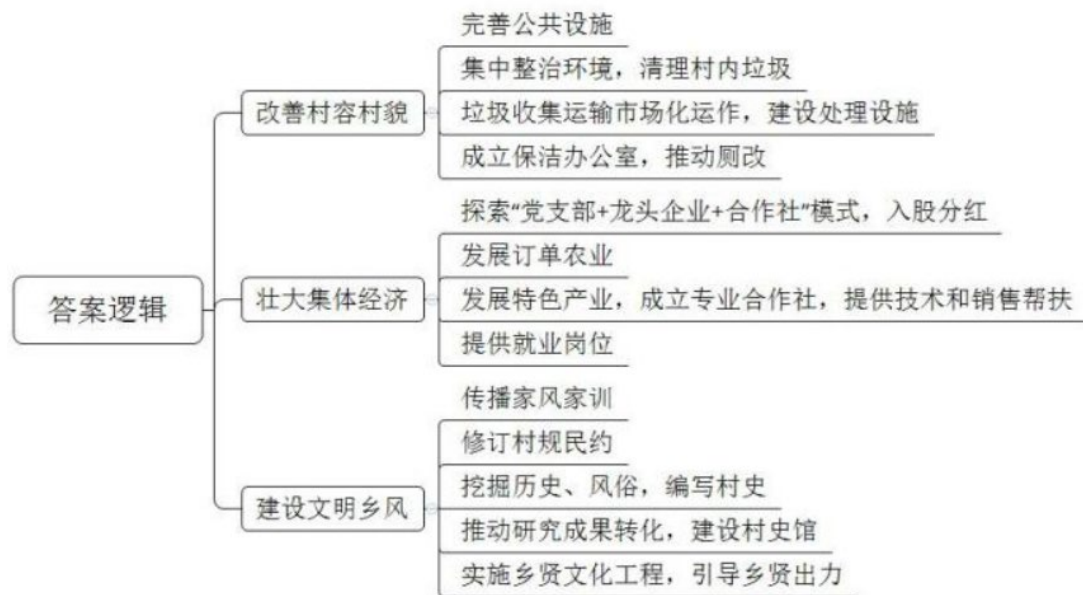 答案逻辑
改善村容村貌
完善公共设施
集中整治环境，清理村内垃圾
垃圾收集运输市场化运作，建设处理设施
成立保洁办公室，推动厕改
壮大集体经济
探索“党支部+龙头企业+合作社”模式，入股分红
发展订单农业
发展特色产业，成立专业合作社，提供技术和销售帮扶
提供就业岗位
建设文明乡风
传播家风家训
修订村规民约
挖掘历史、风俗，编写村史
推动研究成果转化，建设村史馆
实施乡贤文化工程，引导乡贤出力